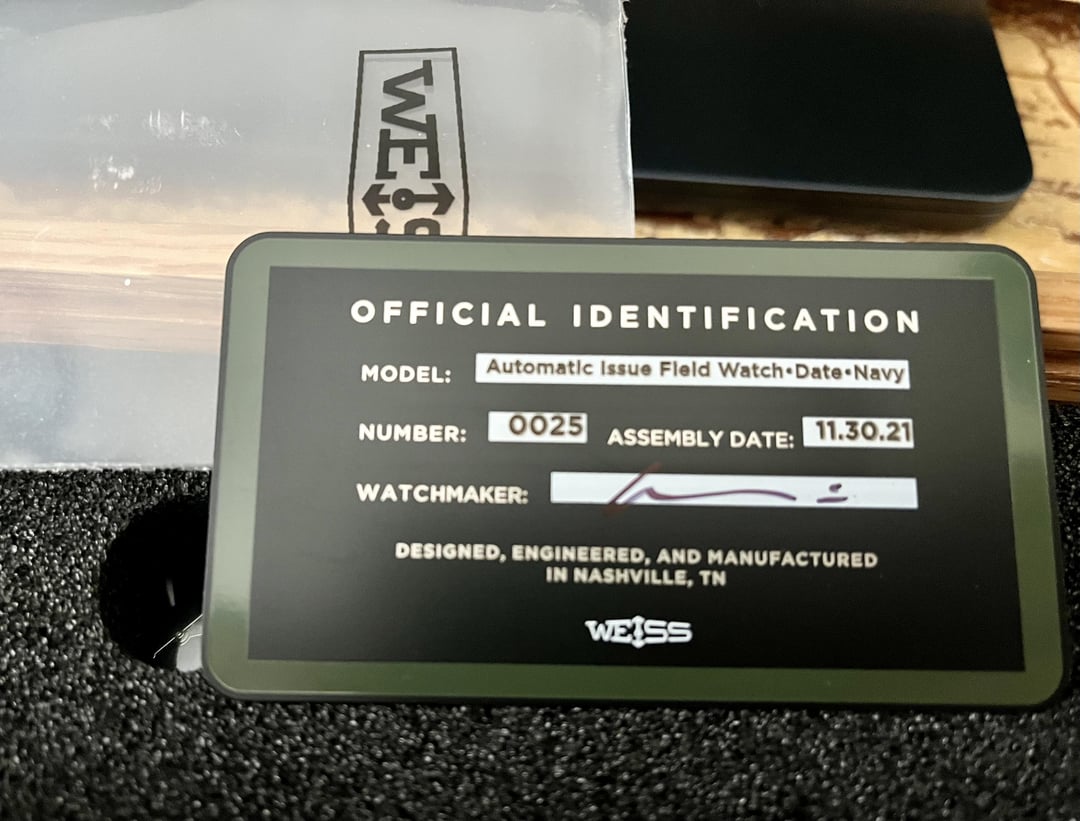 WEISS
OFFICIAL IDENTIFICATION
MODEL: Automatic Issue Field Watch•Date•Navy
NUMBER: 0025 ASSEMBLY DATE: 11.30.21
WATCHMAKER:
DESIGNED, ENGINEERED, AND MANUFACTURED
IN NASHVILLE, TN
WEISS